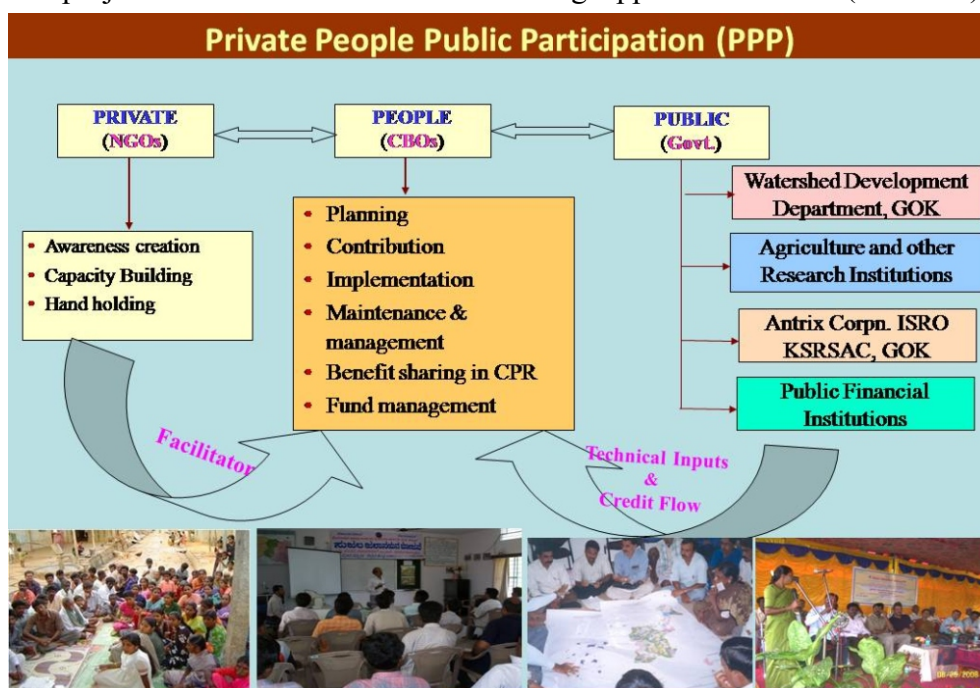 Private People Public Participation (PPP)
PRIVATE
(NGOs)
PEOPLE
(CBOs)
PUBLIC
(Govt.)
• Awareness creation
• Capacity Building
• Hand holding
• Planning
• Contribution
• Implementation
• Maintenance &
management
• Benefit sharing in CPR
• Fund management
Watershed Development
Department, GOK
Agriculture and other
Research Institutions
Antrix Corpn. ISRO
KSRSAC, GOK
Public Financial
Institutions
Facilitator
Technical Inputs
&
Credit Flow